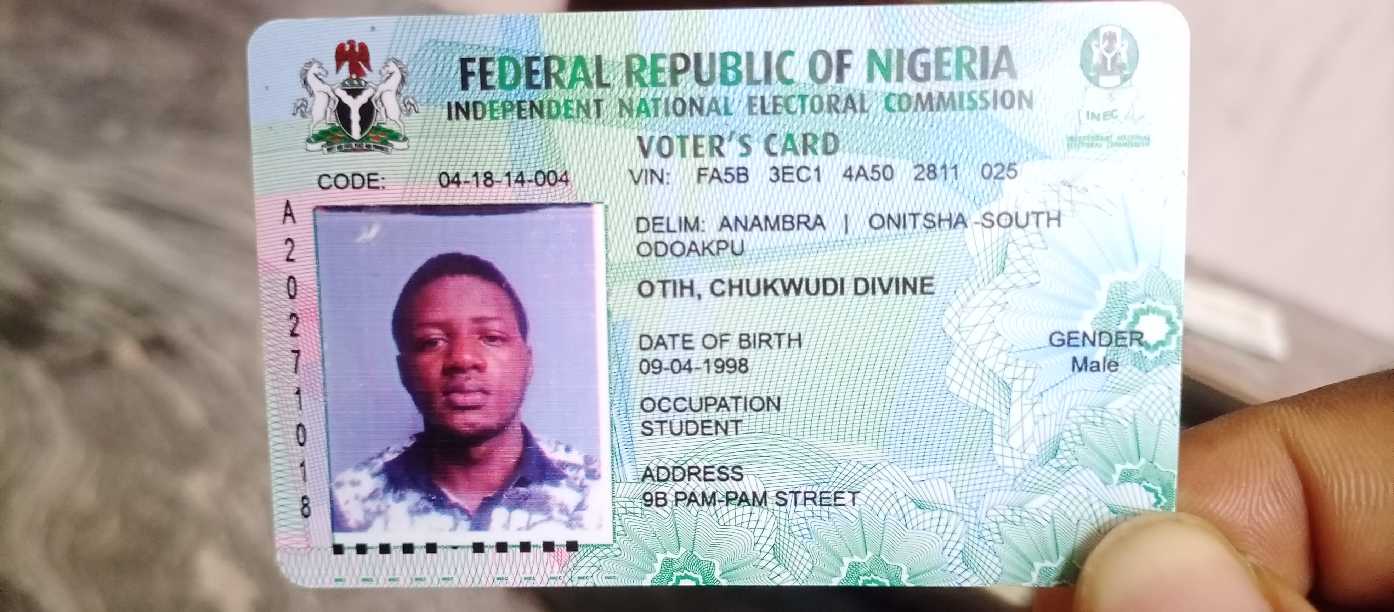 FEDERAL REPUBLIC OF NIGERIA
INDEPENDENT NATIONAL ELECTORAL COMMISSION
INEC
INDEPENDENT NATIONAL
ELECTORAL COMMISSION
VOTER'S CARD
CODE: 04-18-14-004
VIN: FA5B 3EC1 4A50 2811 025
A2027101 8
DELIM: ANAMBRA | ONITSHA-SOUTH
ODOAKPU
OTIH, CHUKWUDI DIVINE
DATE OF BIRTH
09-04-1998
GENDER
Male
OCCUPATION
STUDENT
ADDRESS
9B PAM-PAM STREET